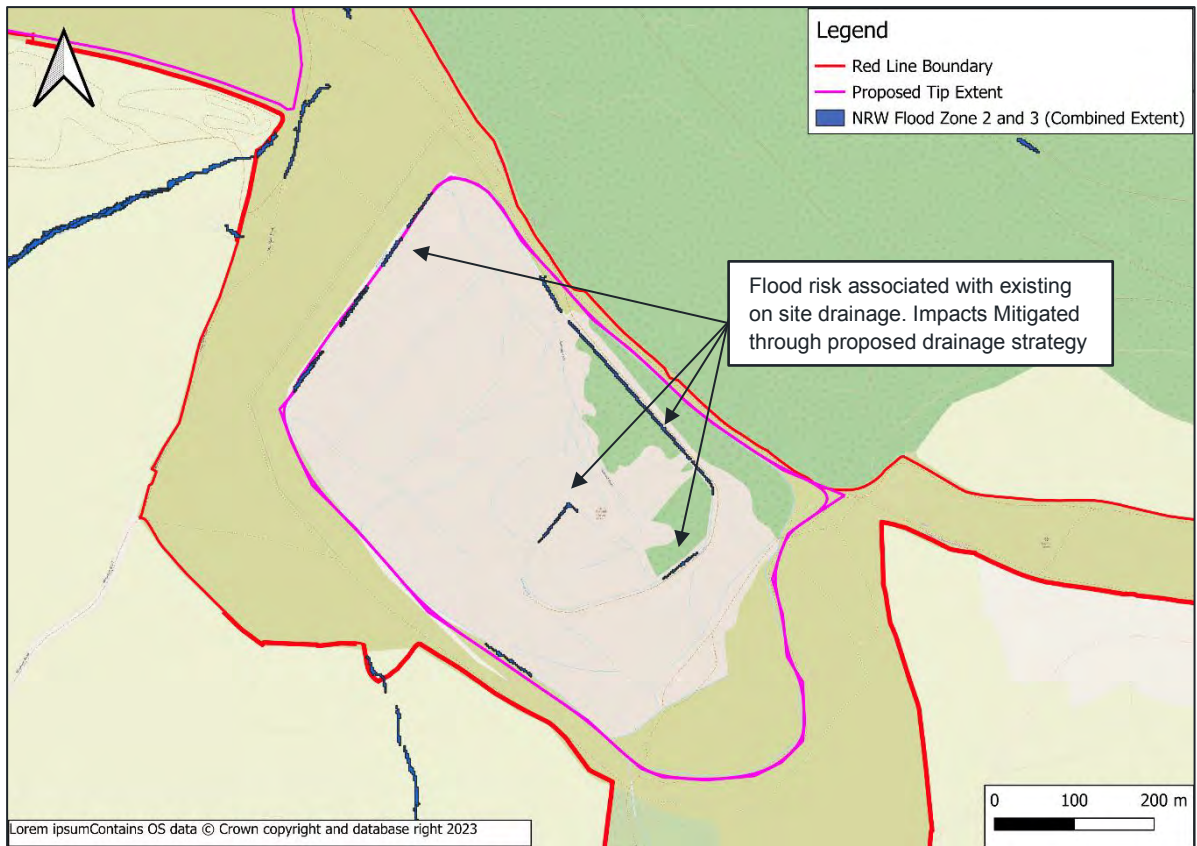 Legend
Red Line Boundary
Proposed Tip Extent
NRW Flood Zone 2 and 3 (Combined Extent)
Flood risk associated with existing
on site drainage. Impacts Mitigated
through proposed drainage strategy
0 100 200 m
Lorem ipsumContains OS data © Crown copyright and database right 2023